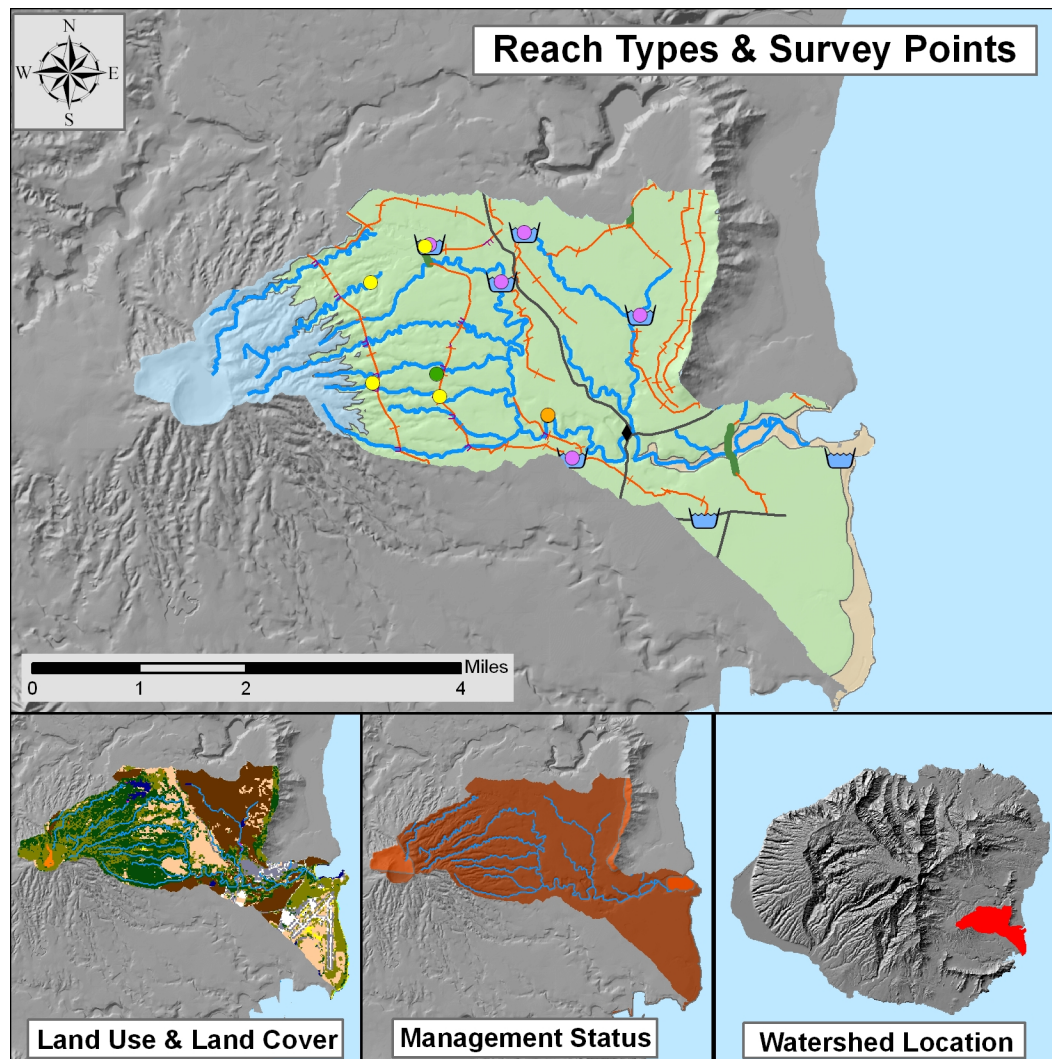 N
Reach Types & Survey Points
W E
S
Miles
0 1 2 4
Land Use & Land Cover
Management Status
Watershed Location